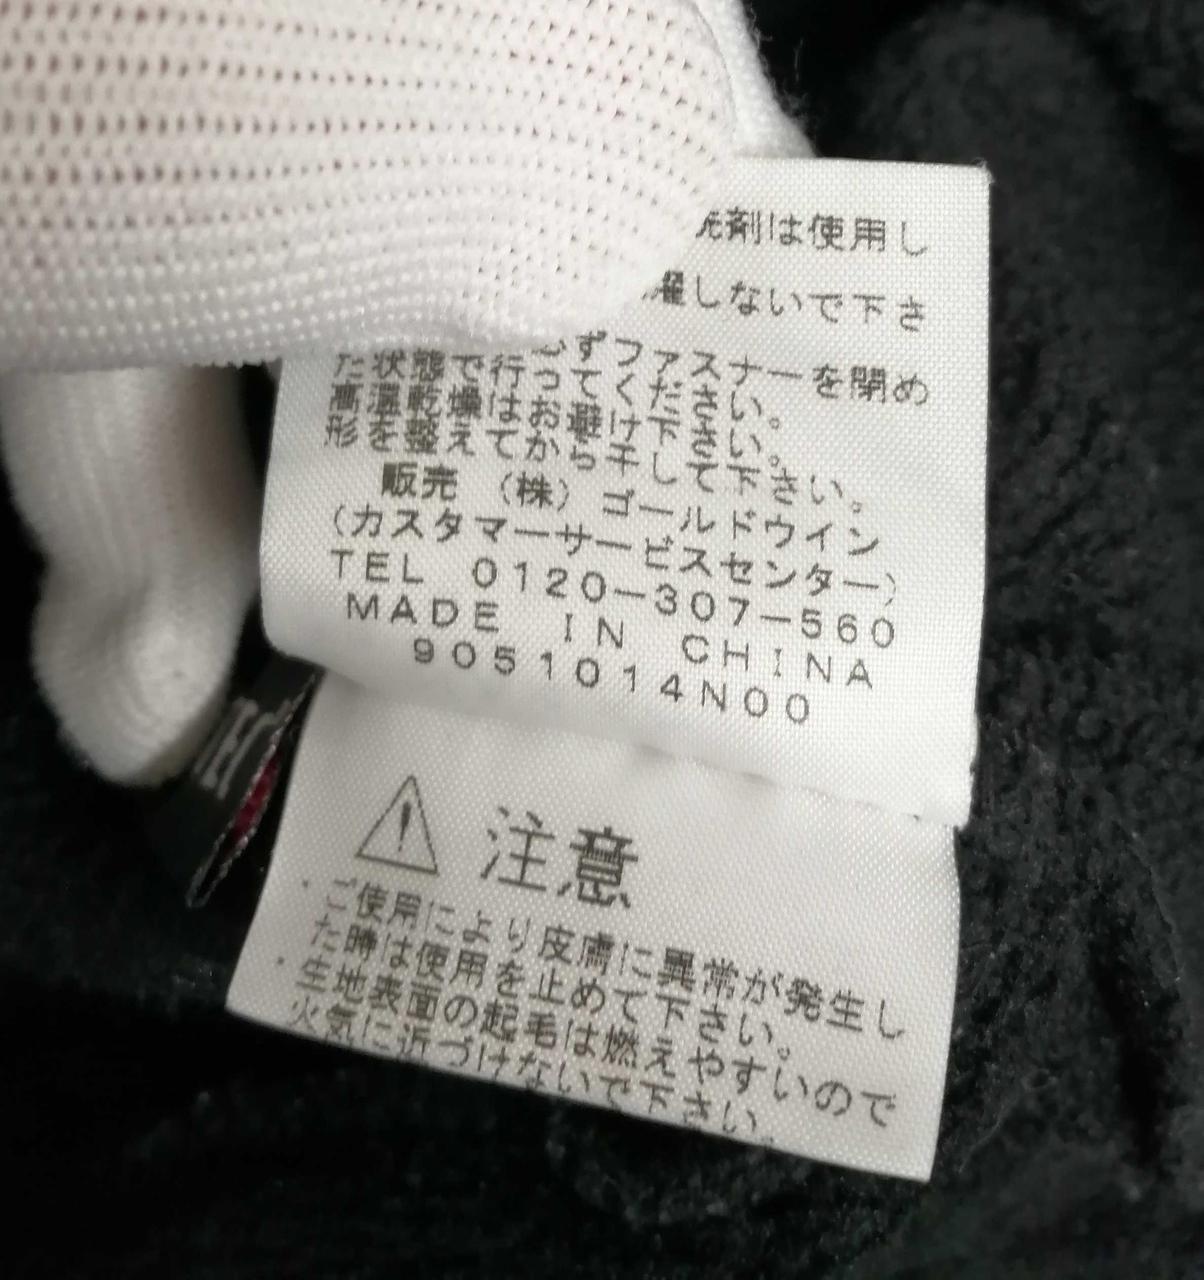 洗剤は使用し
濯しないで下さ
ずファスナーを閉め
た状態で行ってください。
高温乾燥はお避け下さい。
形を整えてから干して下さい。
販売 (株) ゴールドウイン
(カスタマーサービスセンター)
TEL 0120-307-560
MADE IN CHINA
9051014N00
注意
・ご使用により皮膚に異常が発生し
た時は使用を止めて下さい。
・生地表面の起毛は燃えやすいので
火気に近づけないで下さい。